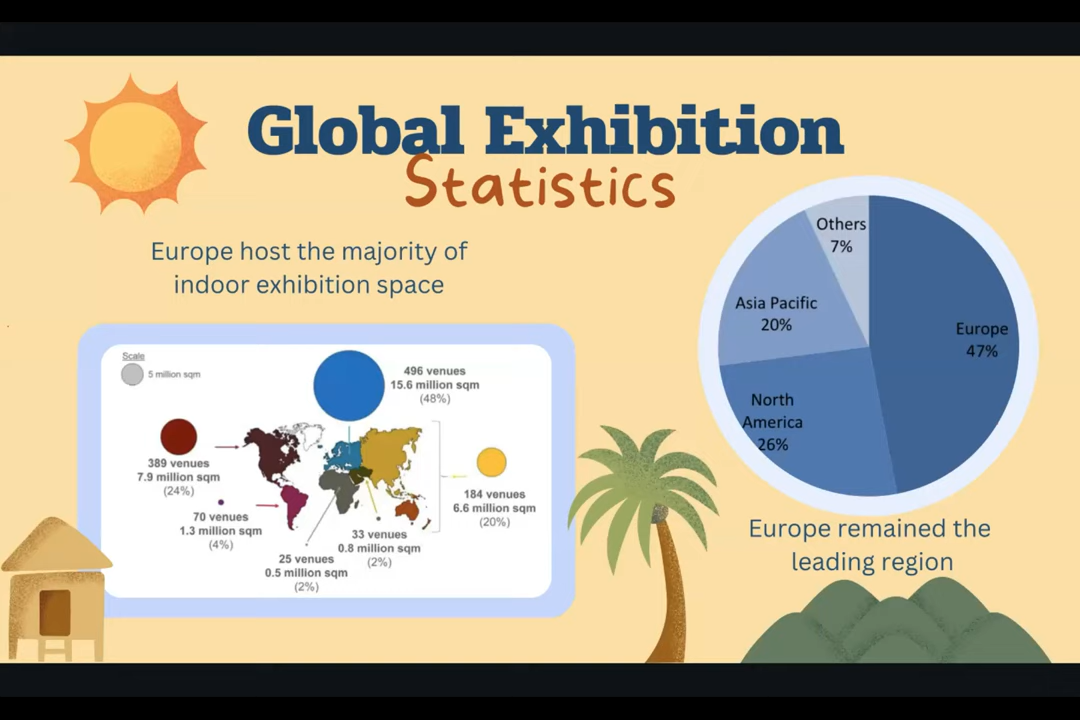 Global Exhibition
Statistics
Europe host the majority of
indoor exhibition space
Scale
5 million sqm
496 venues
15.6 million sqm
(48%)
389 venues
7.9 million sqm
(24%)
70 venues
1.3 million sqm
(4%)
25 venues
0.5 million sqm
(2%)
33 venues
0.8 million sqm
(2%)
184 venues
6.6 million sqm
(20%)
Others
7%
Asia Pacific
20%
Europe
47%
North
America
26%
Europe remained the
leading region